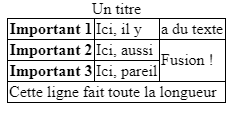 Un titre
Important 1 Ici, il y a du texte
Important 2 Ici, aussi Fusion !
Important 3 Ici, pareil
Cette ligne fait toute la longueur